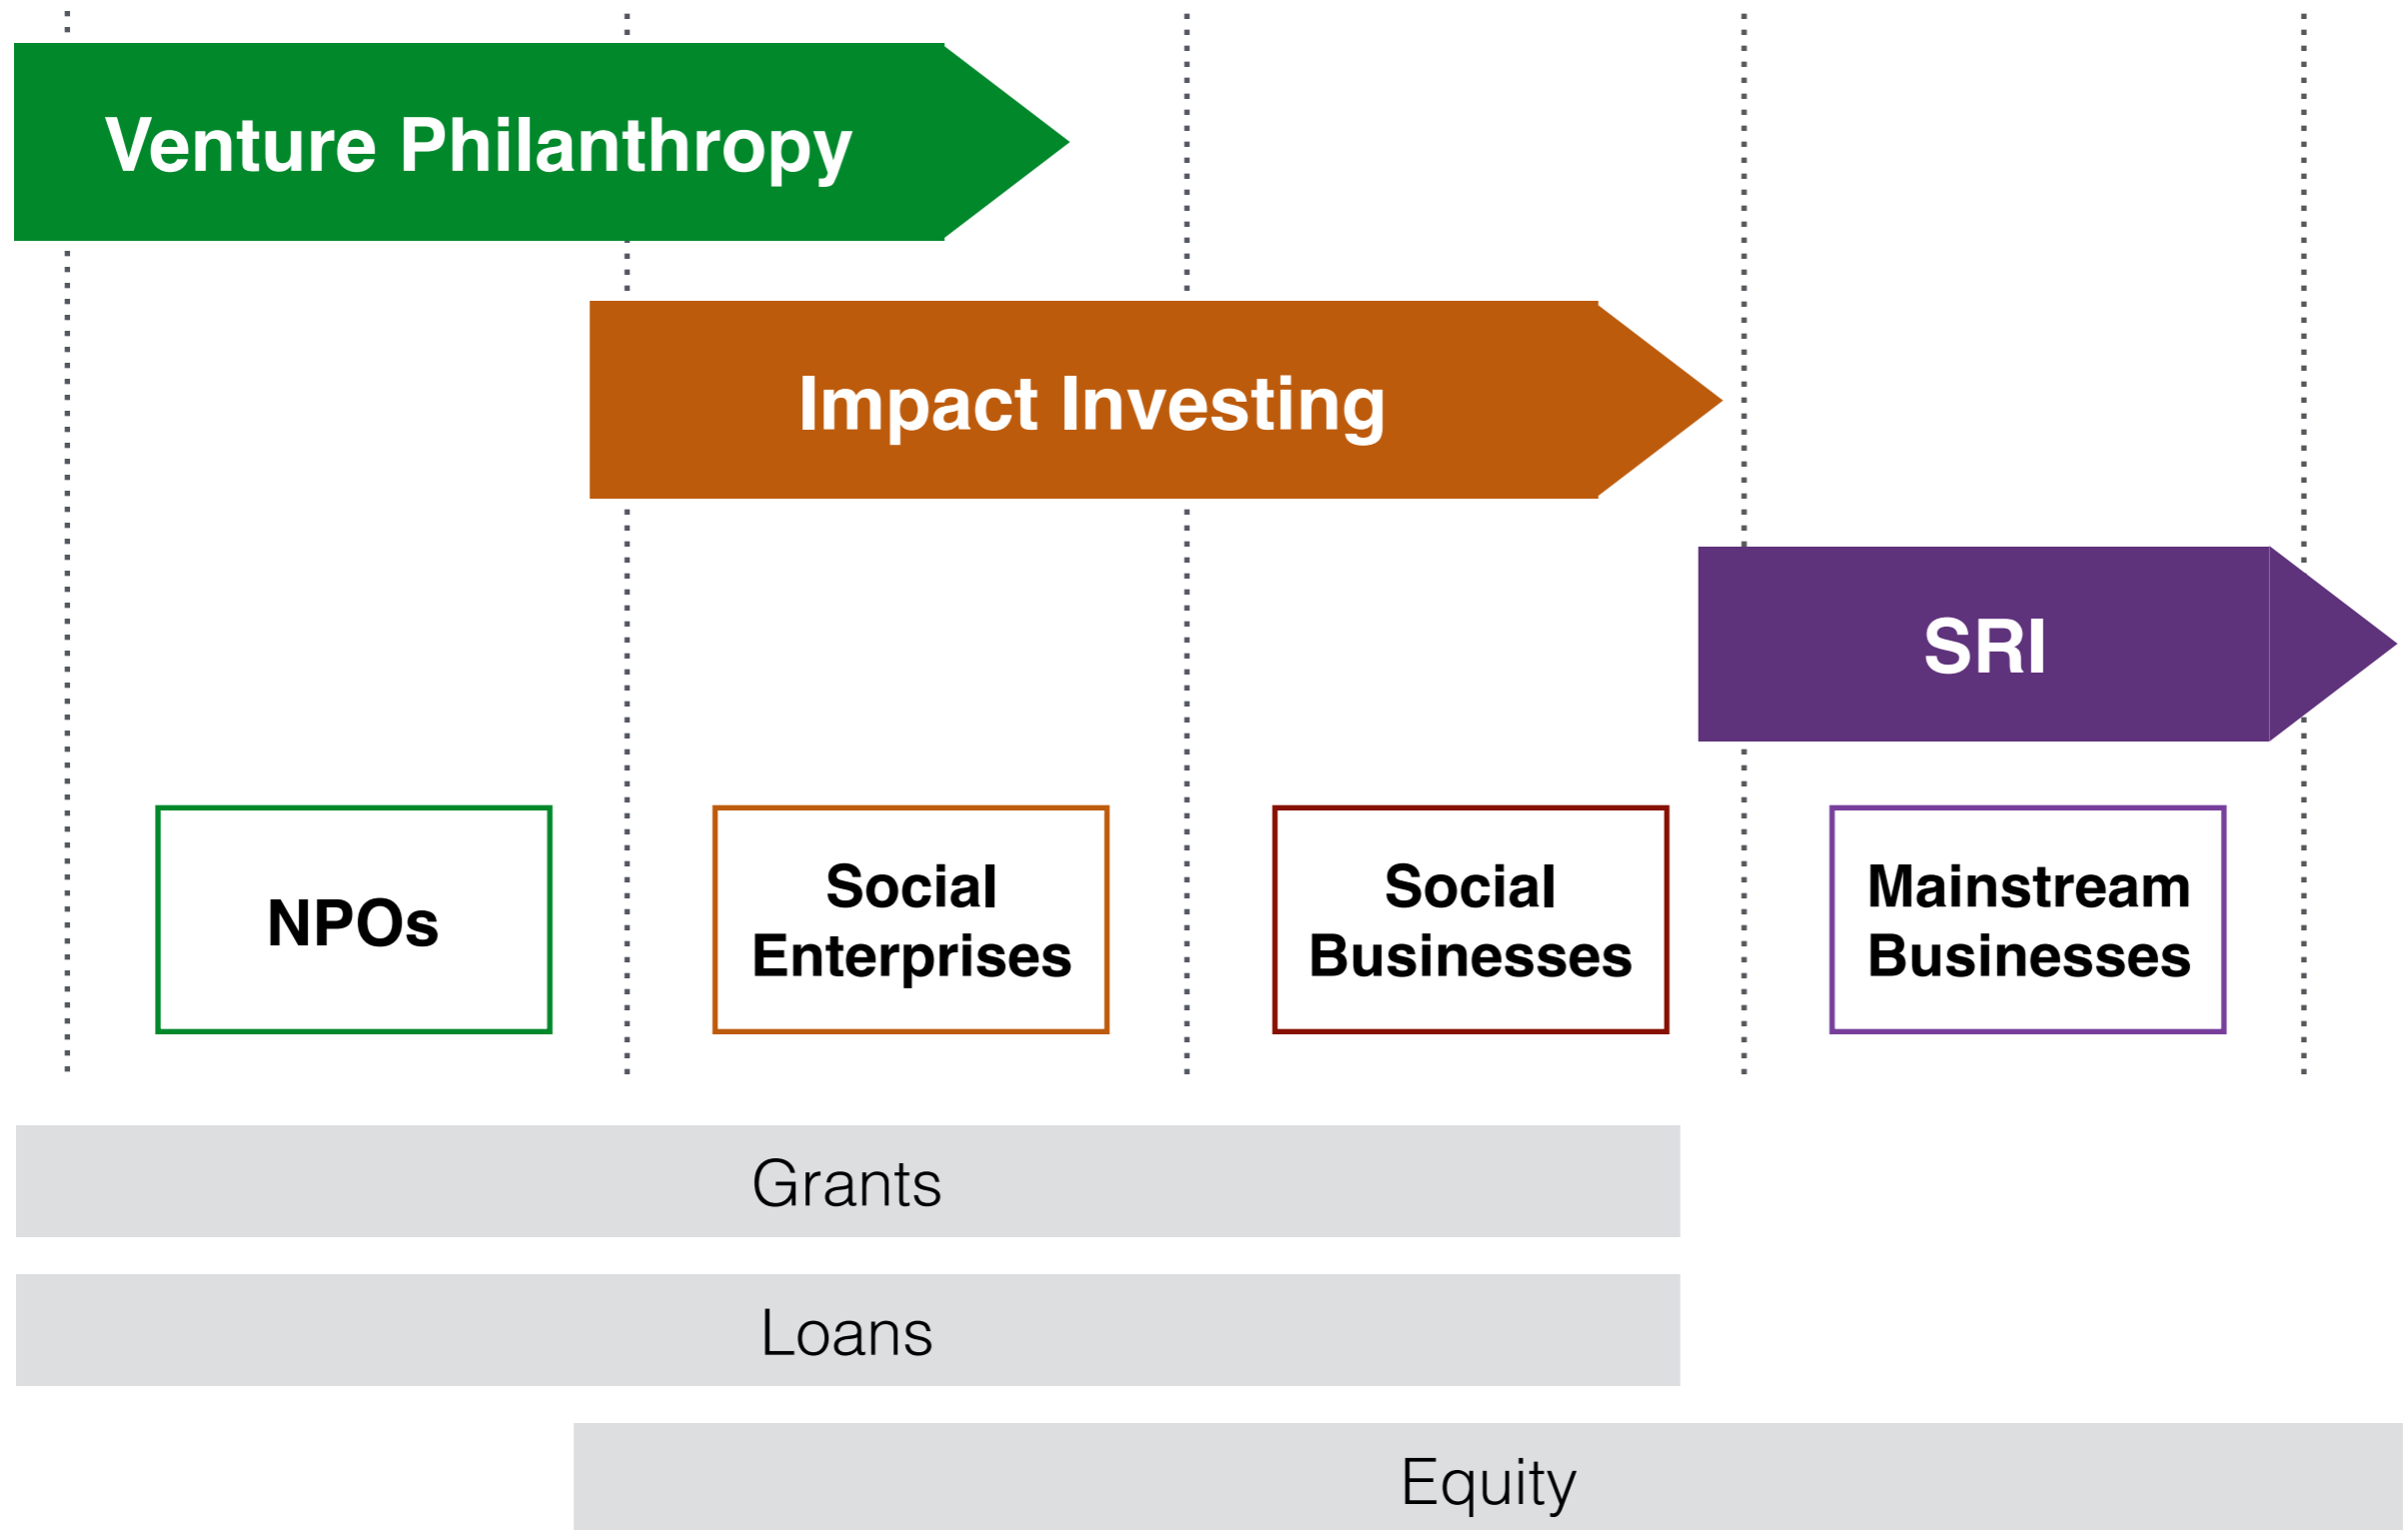 Venture Philanthropy
Impact Investing
SRI
NPOs
Social
Enterprises
Social
Businesses
Mainstream
Businesses
Grants
Loans
Equity